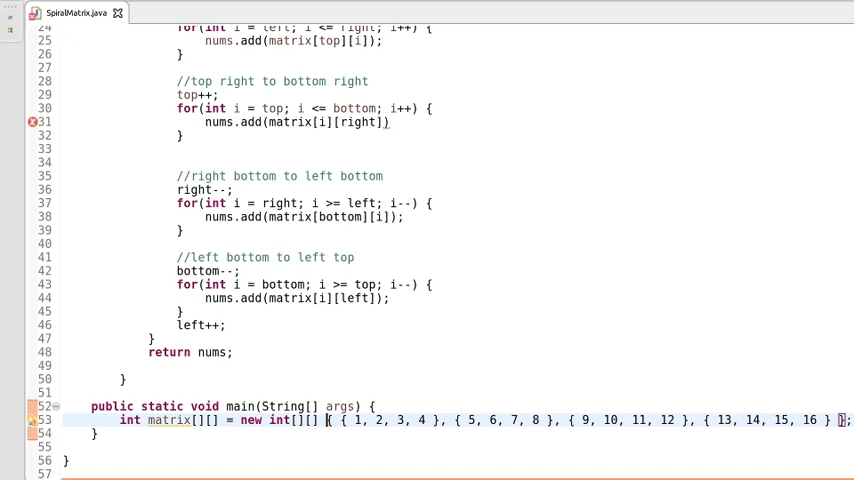 SpiralMatrix.java
24 for(int i = left; i <= right; i++) {
25 nums.add(matrix[top][i]);
26 }
27
28 //top right to bottom right
29 top++;
30 for(int i = top; i <= bottom; i++) {
31 nums.add(matrix[i][right])
32 }
33
34
35 //right bottom to left bottom
36 right--;
37 for(int i = right; i >= left; i--) {
38 nums.add(matrix[bottom][i]);
39 }
40
41 //left bottom to left top
42 bottom--;
43 for(int i = bottom; i >= top; i--) {
44 nums.add(matrix[i][left]);
45 }
46 left++;
47 }
48 return nums;
49
50 }
51
52 public static void main(String[] args) {
53 int matrix[][] = new int[][] { { 1, 2, 3, 4 }, { 5, 6, 7, 8 }, { 9, 10, 11, 12 }, { 13, 14, 15, 16 } };
54 }
55
56 }
57